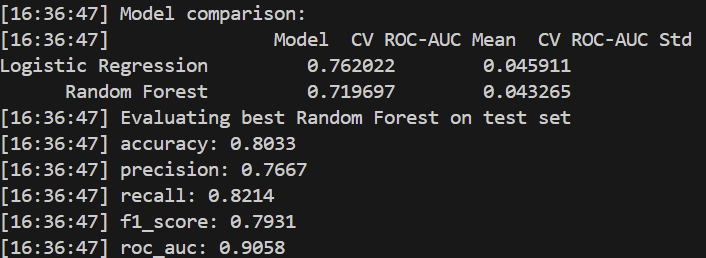 [16:36:47] Model comparison:
[16:36:47]               Model  CV ROC-AUC Mean  CV ROC-AUC Std
Logistic Regression         0.762022        0.045911
      Random Forest         0.719697        0.043265
[16:36:47] Evaluating best Random Forest on test set
[16:36:47] accuracy: 0.8033
[16:36:47] precision: 0.7667
[16:36:47] recall: 0.8214
[16:36:47] f1_score: 0.7931
[16:36:47] roc_auc: 0.9058